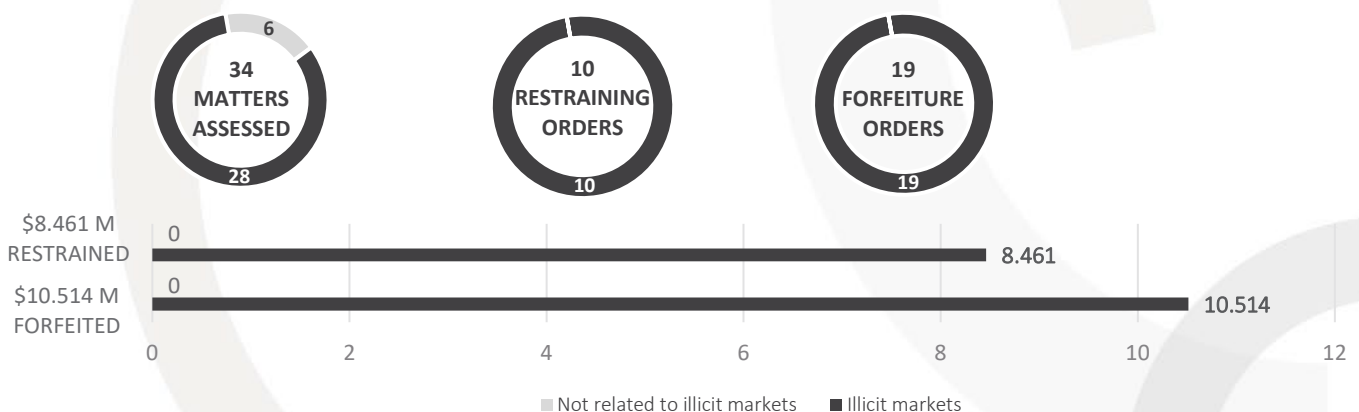 6
34
MATTERS
ASSESSED
28
10
RESTRAINING
ORDERS
10
19
FORFEITURE
ORDERS
19
$8.461 M
RESTRAINED
0
8.461
$10.514 M
FORFEITED
0
10.514
0 2 4 6 8 10 12
Not related to illicit markets Illicit markets